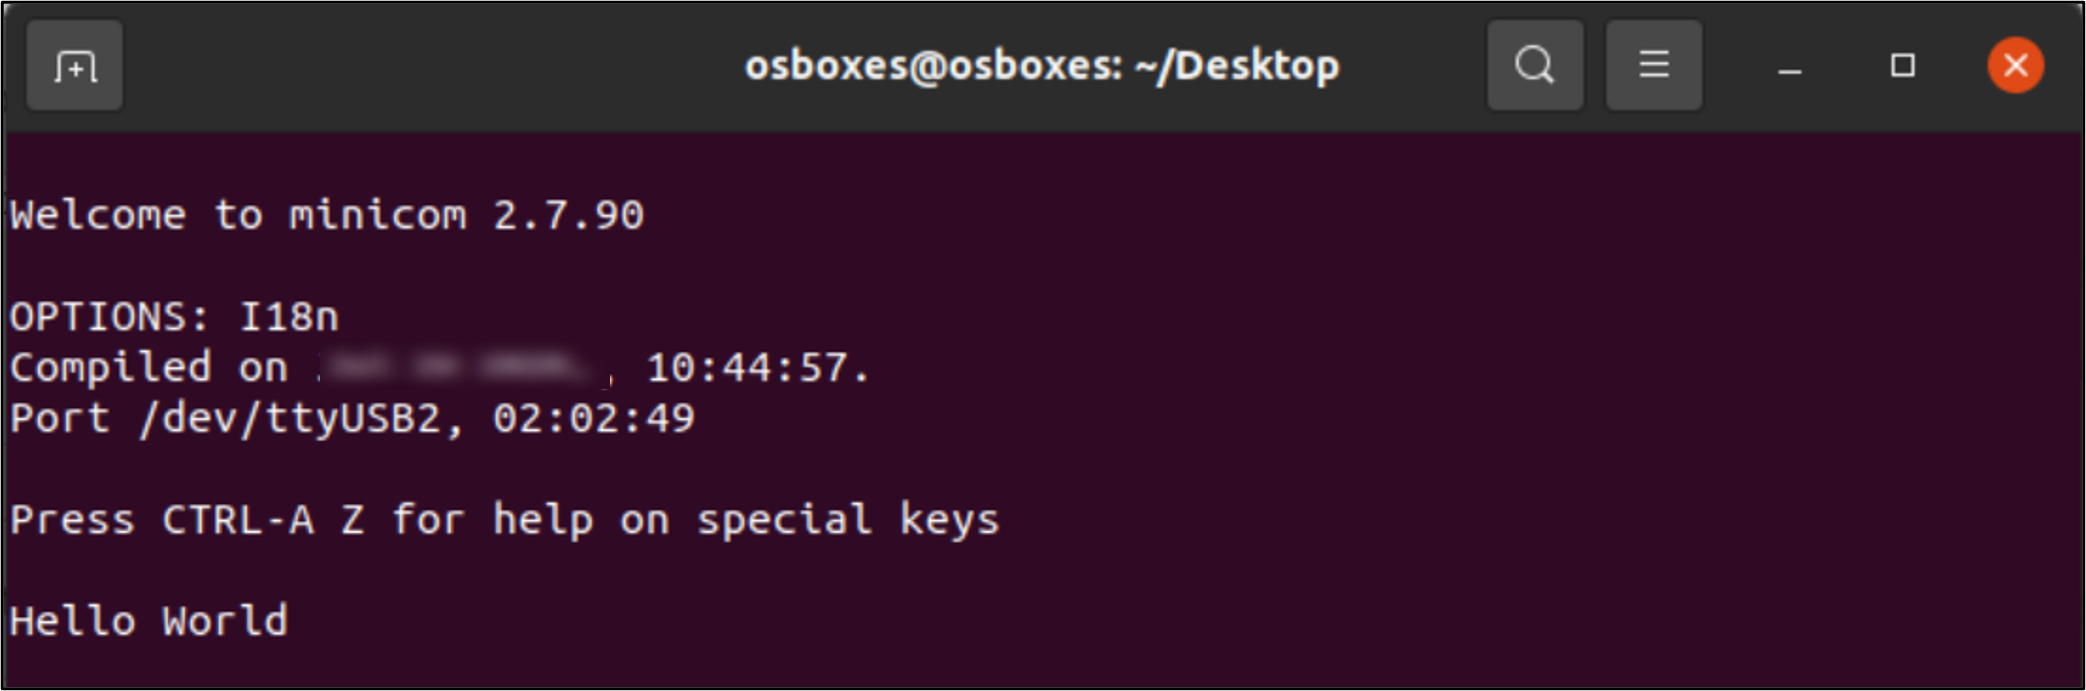 osboxes@osboxes: ~/Desktop
Welcome to minicom 2.7.90
OPTIONS: I18n
Compiled on , 10:44:57.
Port /dev/ttyUSB2, 02:02:49
Press CTRL-A Z for help on special keys
Hello World